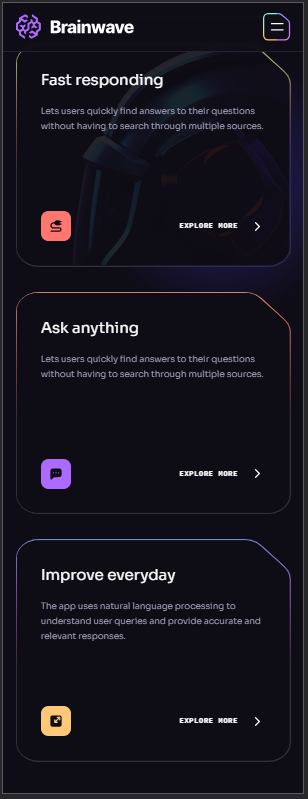 Brainwave
Fast responding
Lets users quickly find answers to their questions
without having to search through multiple sources.
EXPLORE MORE
Ask anything
Lets users quickly find answers to their questions
without having to search through multiple sources.
EXPLORE MORE
Improve everyday
The app uses natural language processing to
understand user queries and provide accurate and
relevant responses.
EXPLORE MORE